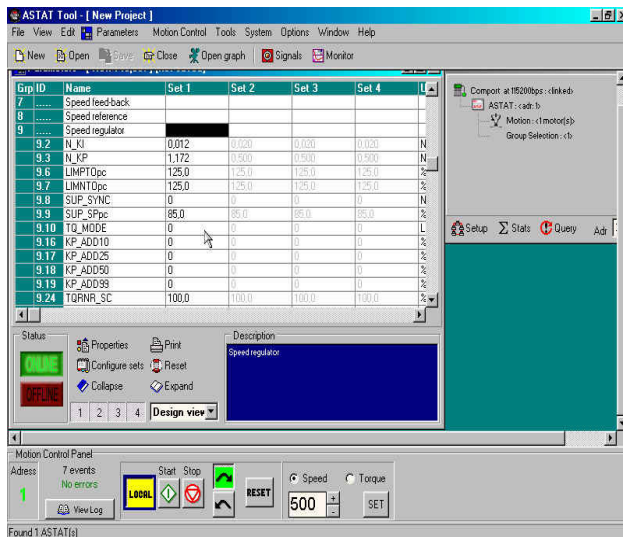 ASTAT Tool - [ New Project ]
File View Edit Parameters Motion Control Tools System Options Window Help
New Open Save Close Open graph Signals Monitor
Grp ID Name Set 1 Set 2 Set 3 Set 4
7 ..... Speed feed-back
8 ..... Speed reference
9 ..... Speed regulator
9.2 N_KI 0,012 0,020 0,020 0,020 N
9.3 N_KP 1,172 0,500 0,500 0,500 N
9.6 LIMPTOpc 125,0 125,0 125,0 125,0 %
9.7 LIMNTOpc 125,0 125,0 125,0 125,0 %
9.8 SUP_SYNC 0 0 0 0 N
9.9 SUP_SPpc 85,0 85,0 85,0 85,0 %
9.10 TQ_MODE 0 0 0 0 L
9.16 KP_ADD10 0 0 0 0 %
9.17 KP_ADD25 0 0 0 0 %
9.18 KP_ADD50 0 0 0 0 %
9.19 KP_ADD99 0 0 0 0 %
9.24 TQRNR_SC 100,0 100,0 100,0 100,0 %
Comport at 115200bps : <linked>
ASTAT : <adr: 1>
Motion : <1 motor(s)>
Group Selection : <1>
Setup Stats Query Adr
Status
ONLINE
OFFLINE
Properties Print
Configure sets Reset
Collapse Expand
1 2 3 4 Design view
Description
Speed regulator
Motion Control Panel
Adress
1
7 events
No errors
View Log
LOCAL
Start Stop
RESET
Speed Torque
500 + -
SET
Found 1 ASTAT(s)